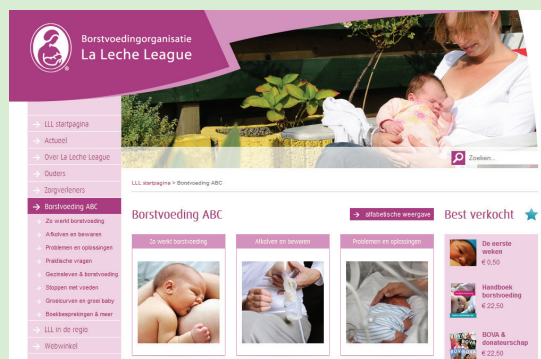 Borstvoedingorganisatie
La Leche League
Zoeken...
LLL startpagina
Actueel
Over La Leche League
Ouders
Zorgverleners
Borstvoeding ABC
Zo werkt borstvoeding
Afkolven en bewaren
Problemen en oplossingen
Praktische vragen
Gezinsleven & borstvoeding
Stoppen met voeden
Groeicurven en groei baby
Boekbesprekingen & meer
LLL in de regio
Webwinkel
LLL startpagina > Borstvoeding ABC
Borstvoeding ABC
alfabetische weergave
Zo werkt borstvoeding
Afkolven en bewaren
Problemen en oplossingen
Best verkocht
De eerste
weken
€ 0,50
Handboek
borstvoeding
€ 22,50
BOVA &
donateurschap
€ 22,50